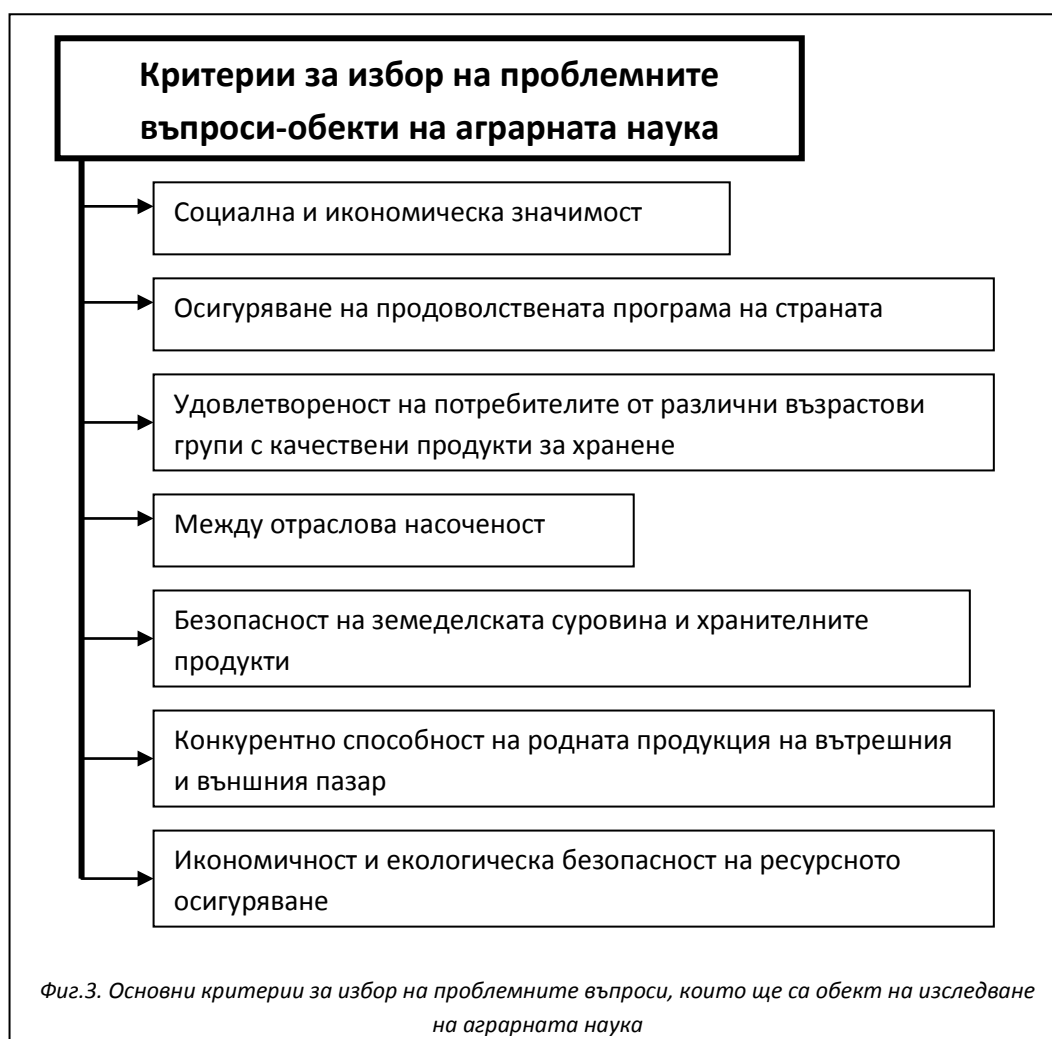 Критерии за избор на проблемните
въпроси-обекти на аграрната наука
Социална и икономическа значимост
Осигуряване на продоволствената програма на страната
Удовлетвореност на потребителите от различни възрастови
групи с качествени продукти за хранене
Между отраслова насоченост
Безопасност на земеделската суровина и хранителните
продукти
Конкурентно способност на родната продукция на вътрешния
и външния пазар
Икономичност и екологическа безопасност на ресурсното
осигуряване
Фиг.3. Основни критерии за избор на проблемните въпроси, които ще са обект на изследване
на аграрната наука